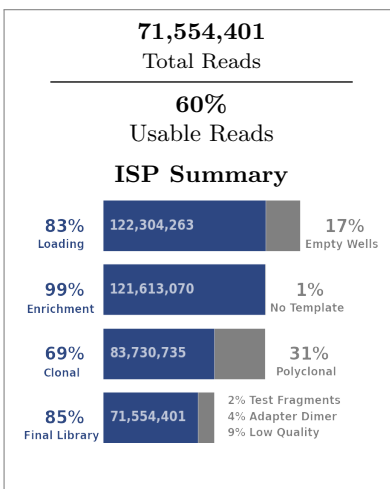 71,554,401
Total Reads
60%
Usable Reads
ISP Summary
83%
Loading
122,304,263
17%
Empty Wells
99%
Enrichment
121,613,070
1%
No Template
69%
Clonal
83,730,735
31%
Polyclonal
85%
Final Library
71,554,401
2% Test Fragments
4% Adapter Dimer
9% Low Quality